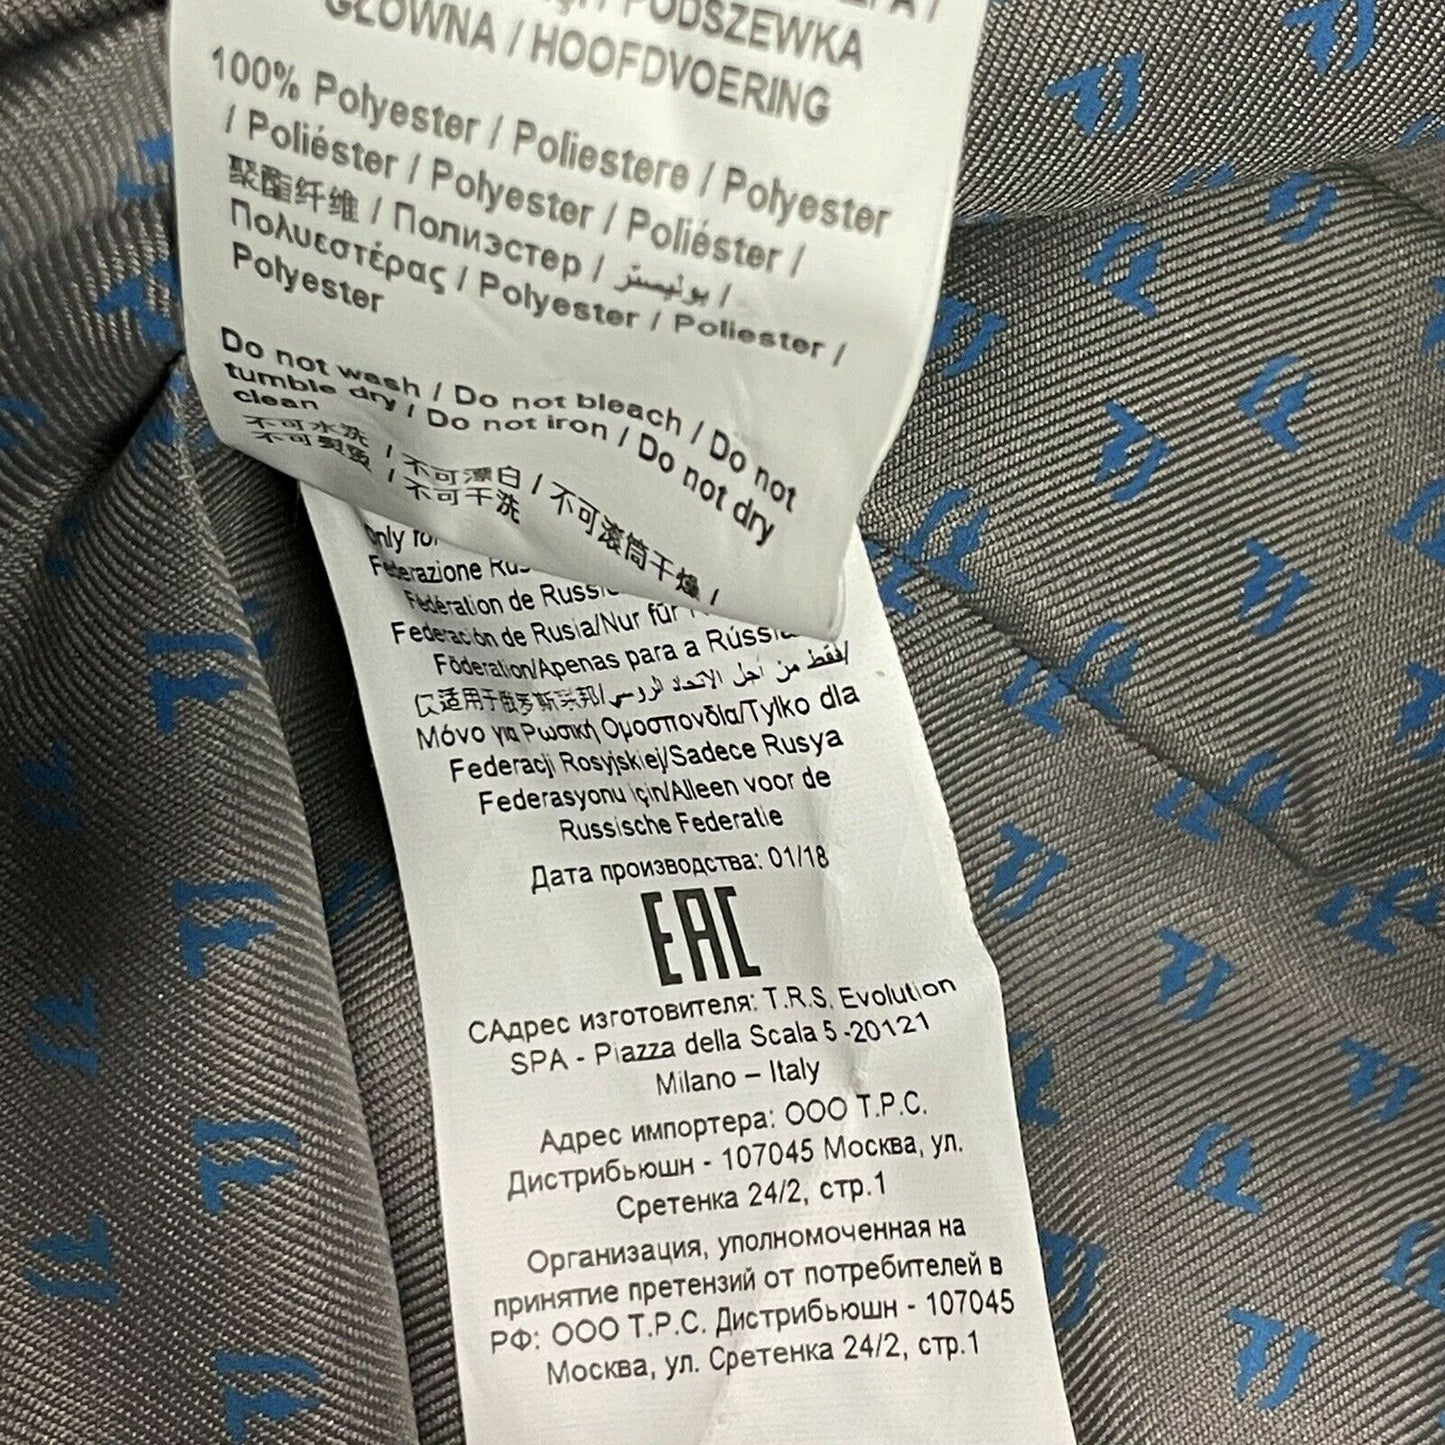 PODSZEWKA
GŁÓWNA / HOOFDVOERING
100% Polyester / Poliestere / Polyester
/ Poliéster / Polyester / Poliéster /
聚酯纤维 / Полиэстер / بوليستر /
Πολυεστέρας / Polyester / Poliester /
Polyester
Do not wash / Do not bleach / Do not
tumble dry / Do not iron / Do not dry
clean
不可水洗 / 不可漂白 / 不可滚筒干燥 /
不可熨烫 / 不可干洗
only for
Federazione
Fédération de
Federación de Rusia/Nur für
Föderation/Apenas para a
仅适用于俄罗斯联邦/فقط من أجل الاتحاد الروسي/
Μόνο για Ρωσική Ομοσπονδία/Tylko dla
Federacji Rosyjskiej/Sadece Rusya
Federasyonu için/Alleen voor de
Russische Federatie
Дата производства: 01/18
EAC
САдрес изготовителя: T.R.S. Evolution
SPA - Piazza della Scala 5 -20121
Milano – Italy
Адрес импортера: ООО Т.Р.С.
Дистрибьюшн - 107045 Москва, ул.
Сретенка 24/2, стр.1
Организация, уполномоченная на
принятие претензий от потребителей в
РФ: ООО Т.Р.С. Дистрибьюшн - 107045
Москва, ул. Сретенка 24/2, стр.1